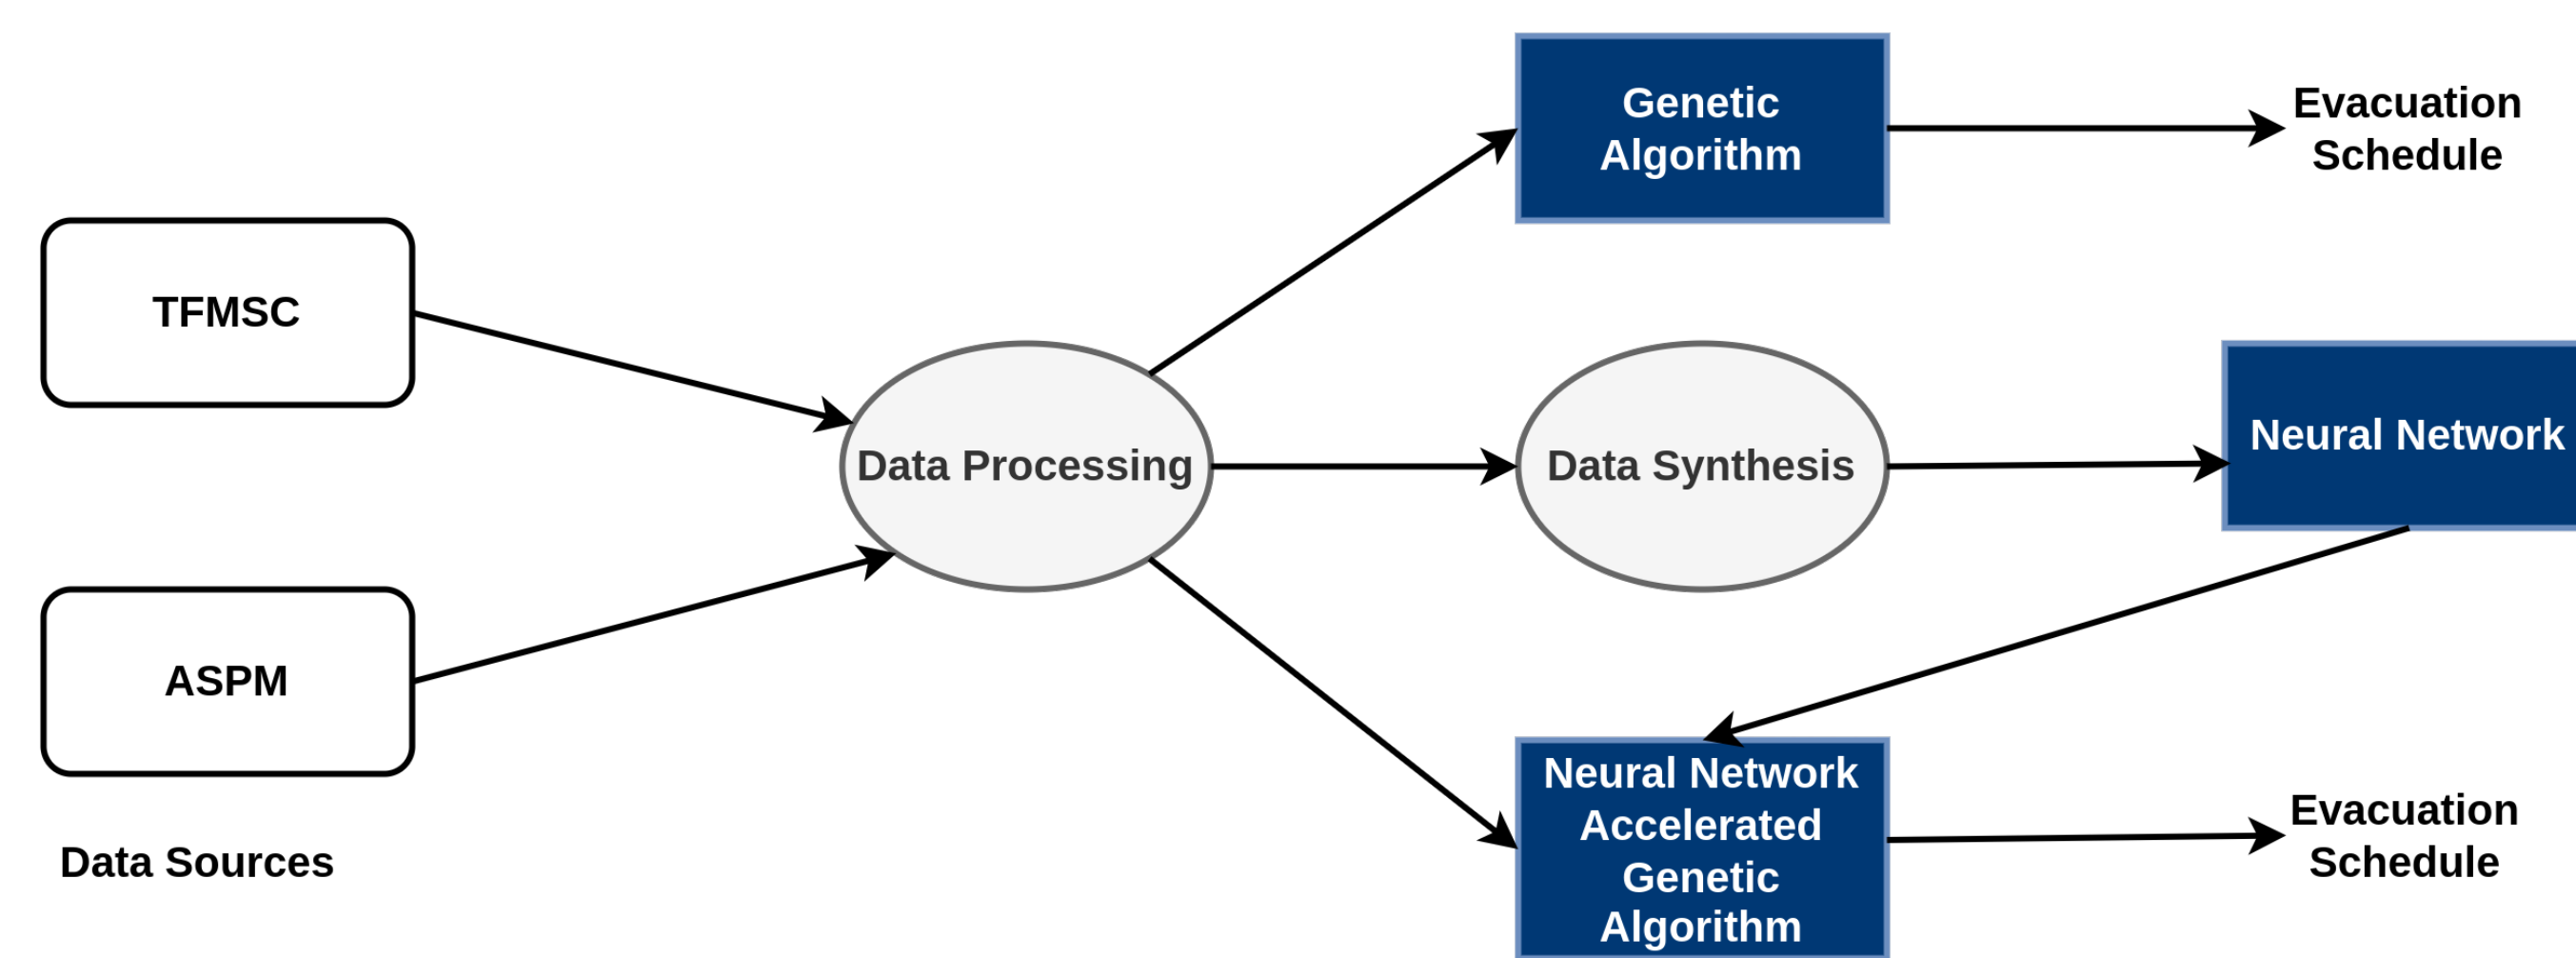 Genetic
Algorithm
Evacuation
Schedule
TFMSC
Data Processing
Data Synthesis
Neural Network
ASPM
Data Sources
Neural Network
Accelerated
Genetic
Algorithm
Evacuation
Schedule